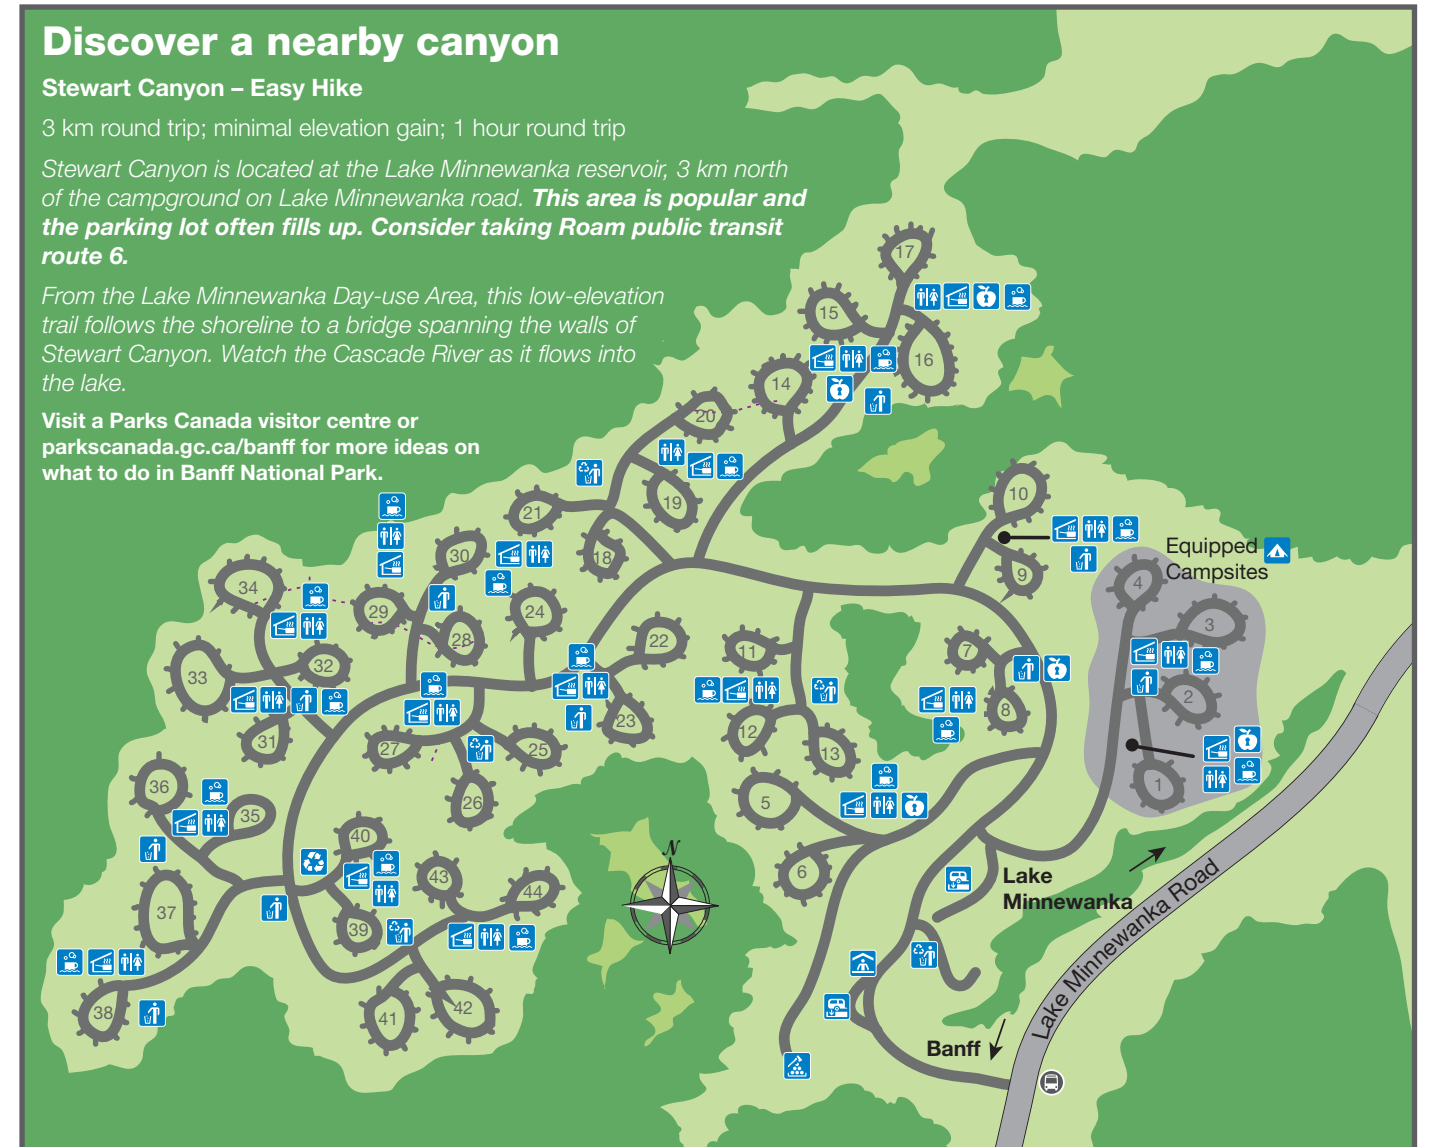 Discover a nearby canyon
Stewart Canyon – Easy Hike
3 km round trip; minimal elevation gain; 1 hour round trip
Stewart Canyon is located at the Lake Minnewanka reservoir, 3 km north
of the campground on Lake Minnewanka road. This area is popular and
the parking lot often fills up. Consider taking Roam public transit
route 6.
From the Lake Minnewanka Day-use Area, this low-elevation
trail follows the shoreline to a bridge spanning the walls of
Stewart Canyon. Watch the Cascade River as it flows into
the lake.
Visit a Parks Canada visitor centre or
parkscanada.gc.ca/banff for more ideas on
what to do in Banff National Park.
17
15
16
14
20
19
10
21
18
30
9
Equipped
Campsites
4
34
29
24
28
22
3
11
7
32
33
2
8
23
12
31
27
25
13
1
36
26
5
35
40
N
43
6
44
Lake
Minnewanka
37
39
Lake Minnewanka Road
38
41
42
Banff